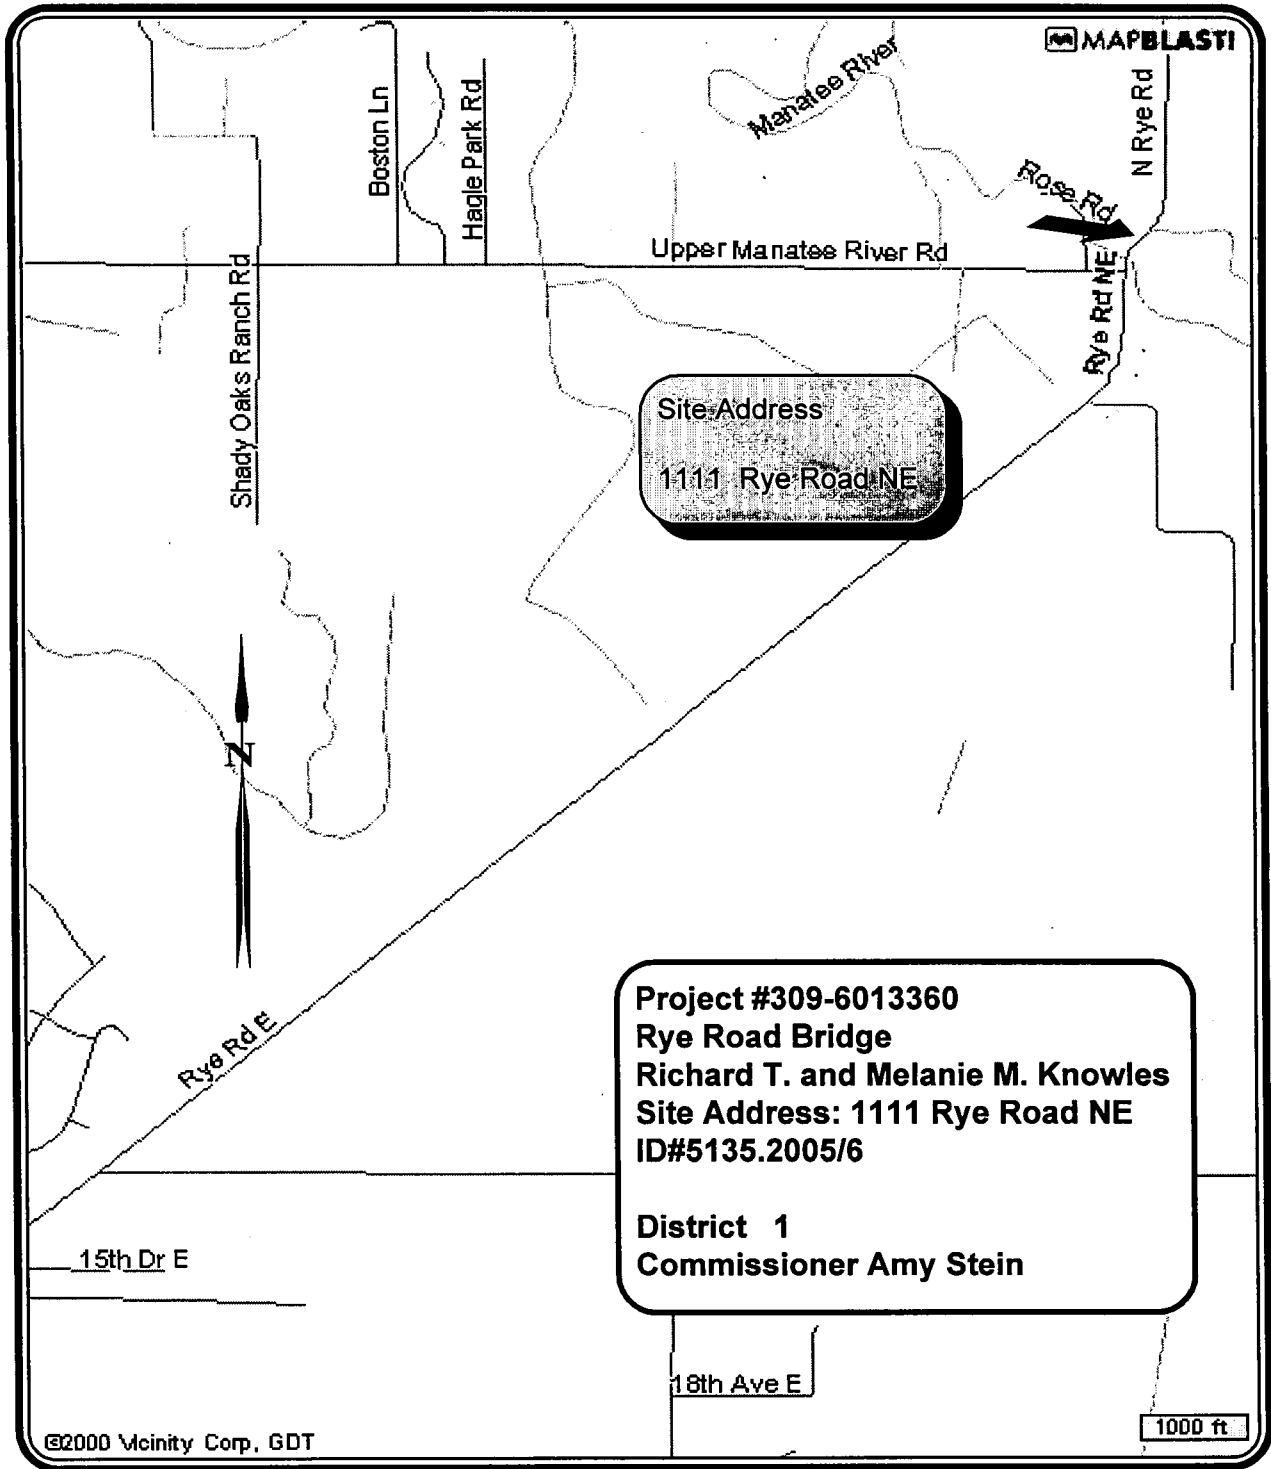 MAPBLAST!
Manatee River
N Rye Rd
Boston Ln
Hagle Park Rd
Rose Rd
Upper Manatee River Rd
Shady Oaks Ranch Rd
Rye Rd NE
Site Address
1111 Rye Road NE
N
Rye Rd E
Project #309-6013360
Rye Road Bridge
Richard T. and Melanie M. Knowles
Site Address: 1111 Rye Road NE
ID#5135.2005/6
District 1
Commissioner Amy Stein
15th Dr E
18th Ave E
©2000 Vicinity Corp, GDT
1000 ft